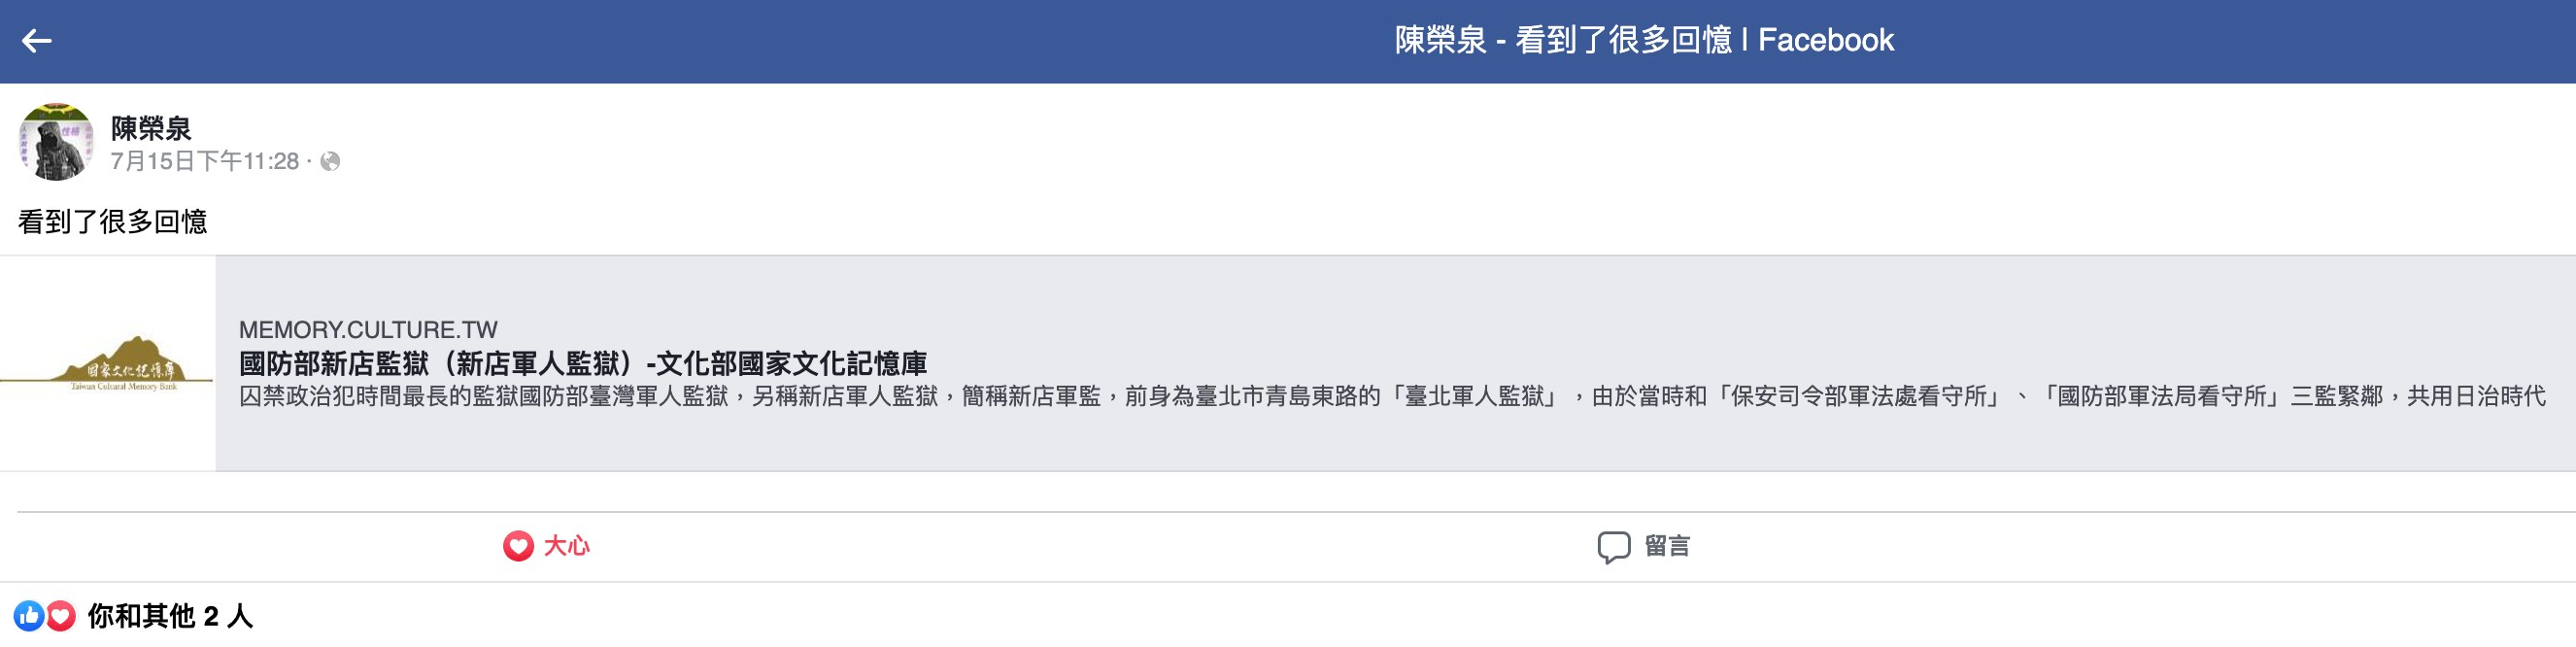 陳榮泉 - 看到了很多回憶 | Facebook
陳榮泉
7月15日下午11:28 ·
看到了很多回憶
國家文化記憶庫
Taiwan Cultural Memory Bank
MEMORY.CULTURE.TW
國防部新店監獄（新店軍人監獄）-文化部國家文化記憶庫
囚禁政治犯時間最長的監獄國防部臺灣軍人監獄，另稱新店軍人監獄，簡稱新店軍監，前身為臺北市青島東路的「臺北軍人監獄」，由於當時和「保安司令部軍法處看守所」、「國防部軍法局看守所」三監緊鄰，共用日治時代
大心
留言
你和其他 2 人